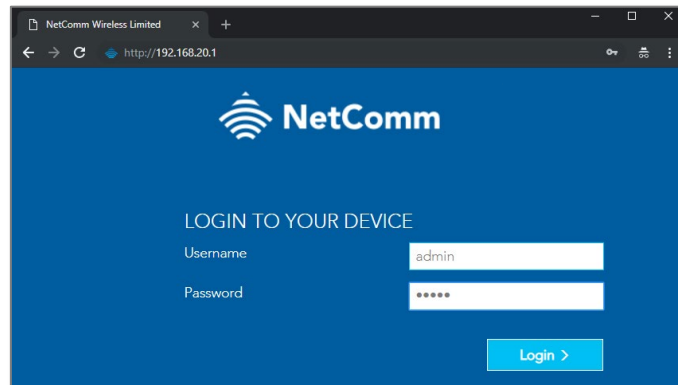 NetComm Wireless Limited
http://192.168.20.1
NetComm
LOGIN TO YOUR DEVICE
Username admin
Password •••••
Login >